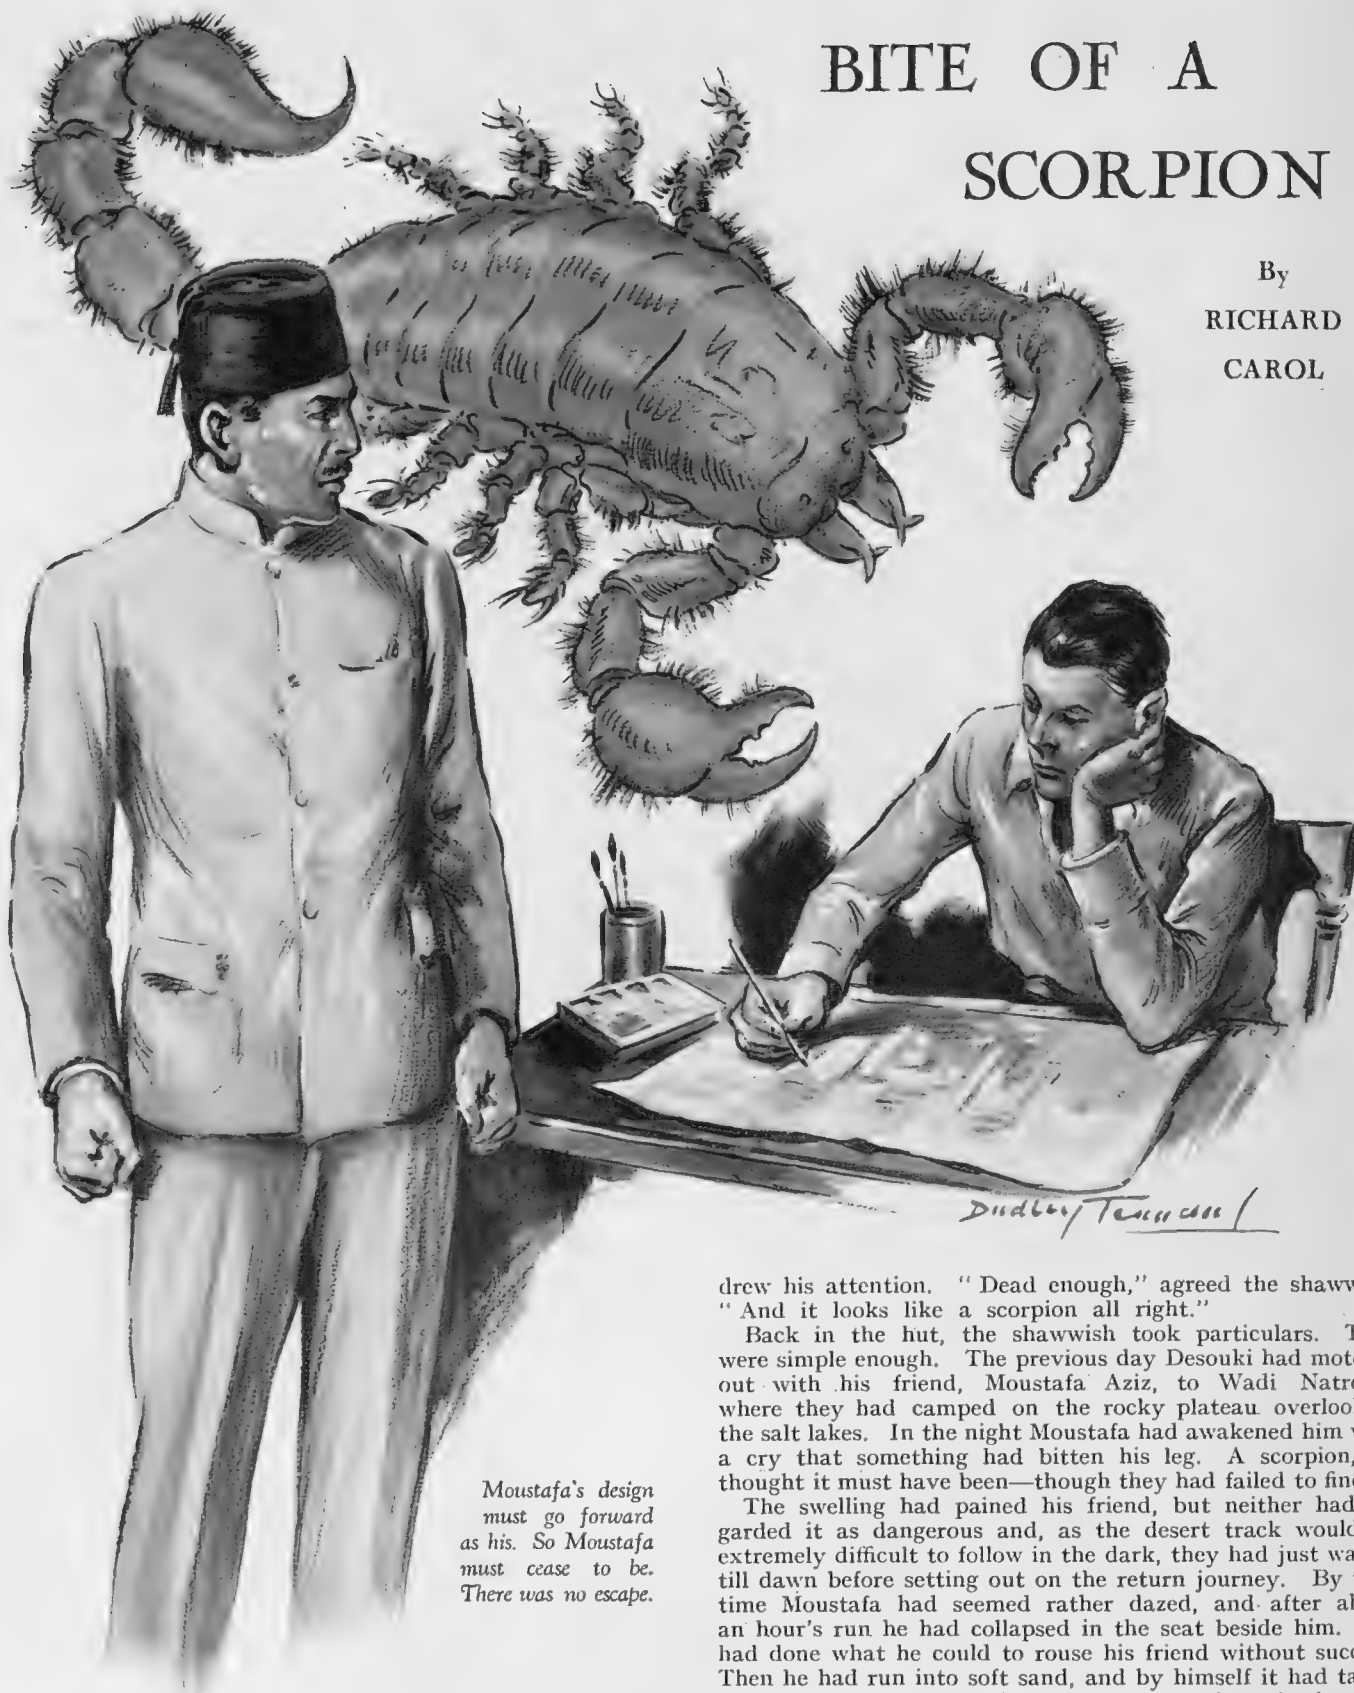 BITE OF A
SCORPION
By
RICHARD
CAROL
Dudley Tennant
Moustafa's design
must go forward
as his. So Moustafa
must cease to be.
There was no escape.
drew his attention. "Dead enough," agreed the
"And it looks like a scorpion all right."
Back in the hut, the shawwish took particulars.
were simple enough. The previous day Desouki had
out with his friend, Moustafa Aziz, to Wadi
where they had camped on the rocky plateau
the salt lakes. In the night Moustafa had awakened him
a cry that something had bitten his leg. A scorpion,
thought it must have been—though they had failed to
The swelling had pained his friend, but neither had
garded it as dangerous and, as the desert track would
extremely difficult to follow in the dark, they had just
till dawn before setting out on the return journey. By
time Moustafa had seemed rather dazed, and after
an hour's run he had collapsed in the seat beside him.
had done what he could to rouse his friend without
Then he had run into soft sand, and by himself it had